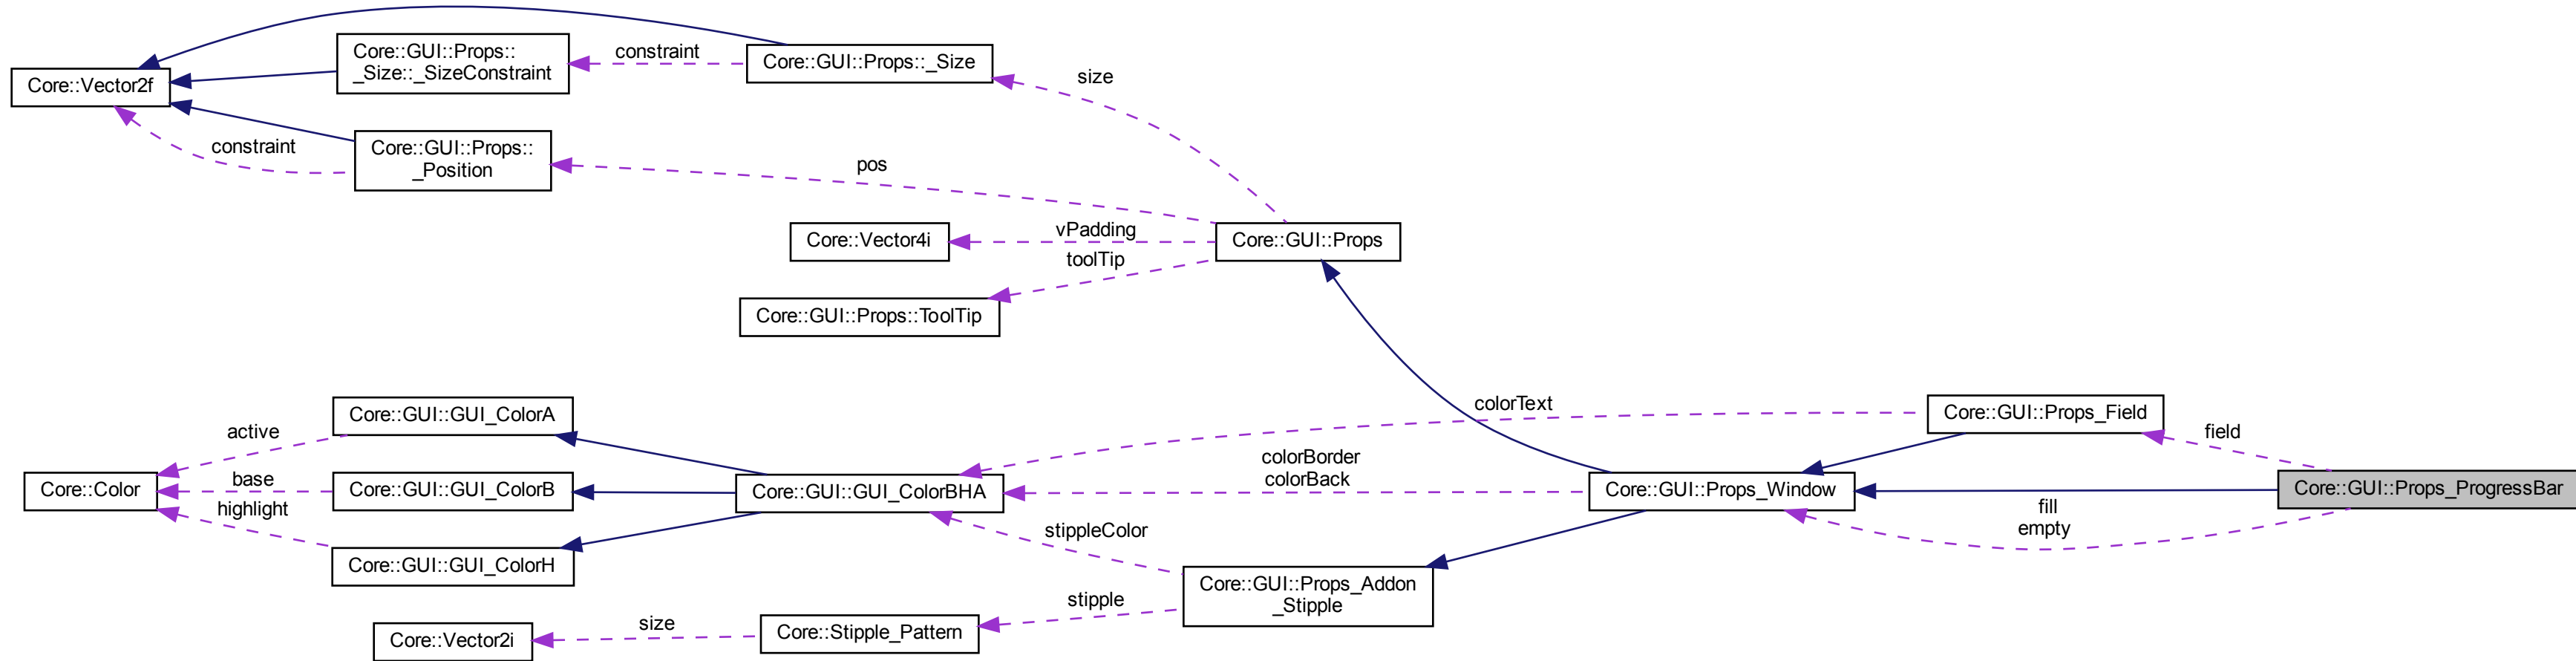 Core::Vector2f
Core::GUI::Props::
_Size::_SizeConstraint
constraint
Core::GUI::Props::_Size
size
constraint
Core::GUI::Props::
_Position
pos
Core::Vector4i
vPadding
toolTip
Core::GUI::Props
Core::GUI::Props::ToolTip
Core::GUI::GUI_ColorA
colorText
Core::GUI::Props_Field
active
field
Core::Color
base
highlight
Core::GUI::GUI_ColorB
Core::GUI::GUI_ColorBHA
colorBorder
colorBack
Core::GUI::Props_Window
fill
empty
Core::GUI::Props_ProgressBar
Core::GUI::GUI_ColorH
stippleColor
Core::GUI::Props_Addon
_Stipple
stipple
Core::Vector2i
size
Core::Stipple_Pattern